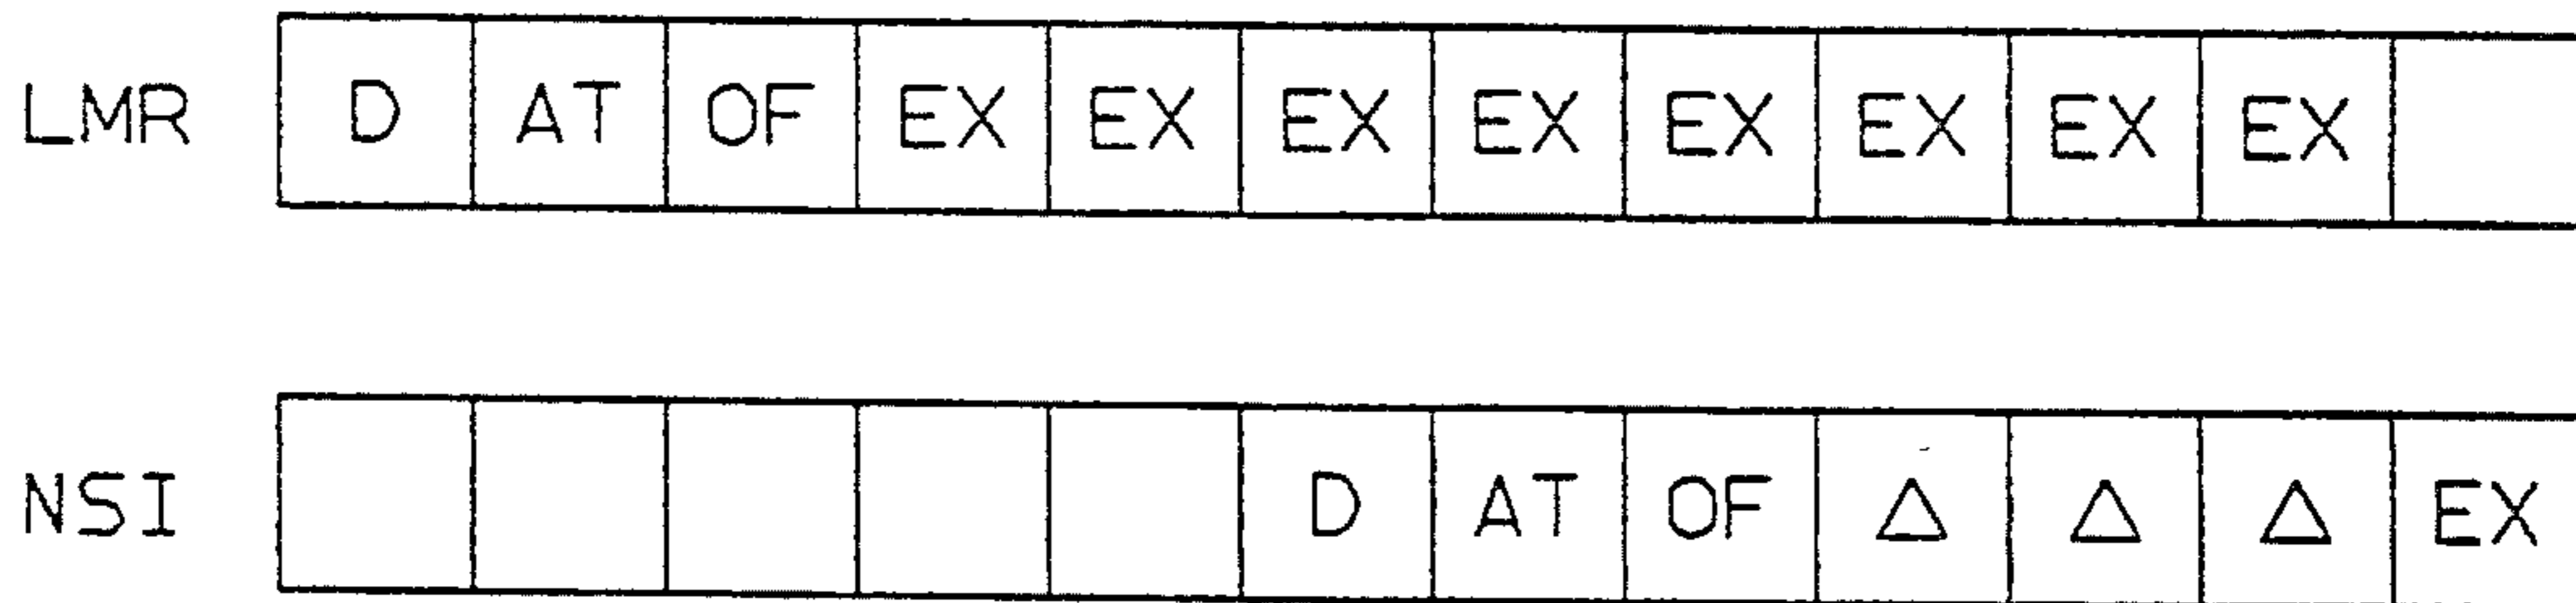 LMR D AT OF EX EX EX EX EX EX EX EX
NSI D AT OF △ △ △ EX